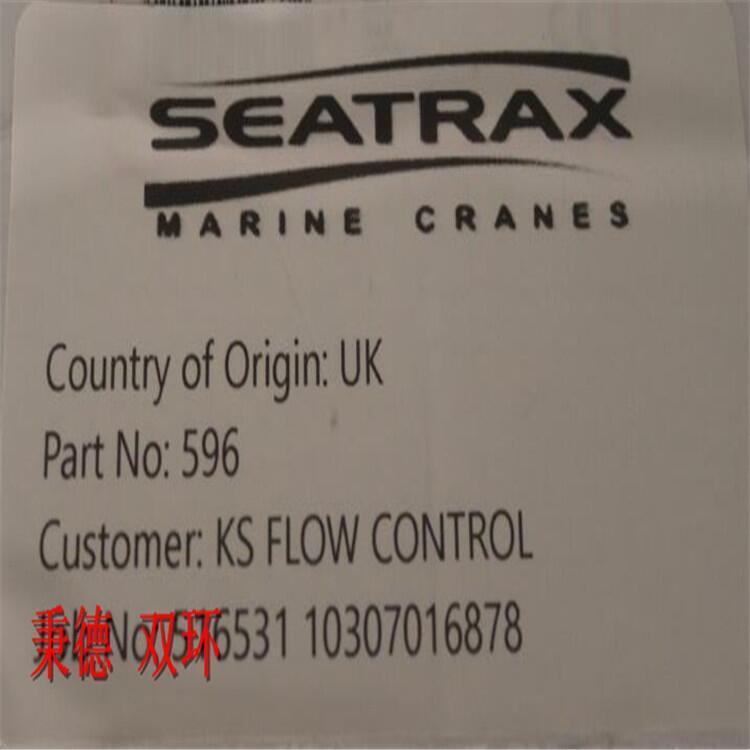 SEATRAX
MARINE CRANES
Country of Origin: UK
Part No: 596
Customer: KS FLOW CONTROL
No: 6531 10307016878
秉德 双环